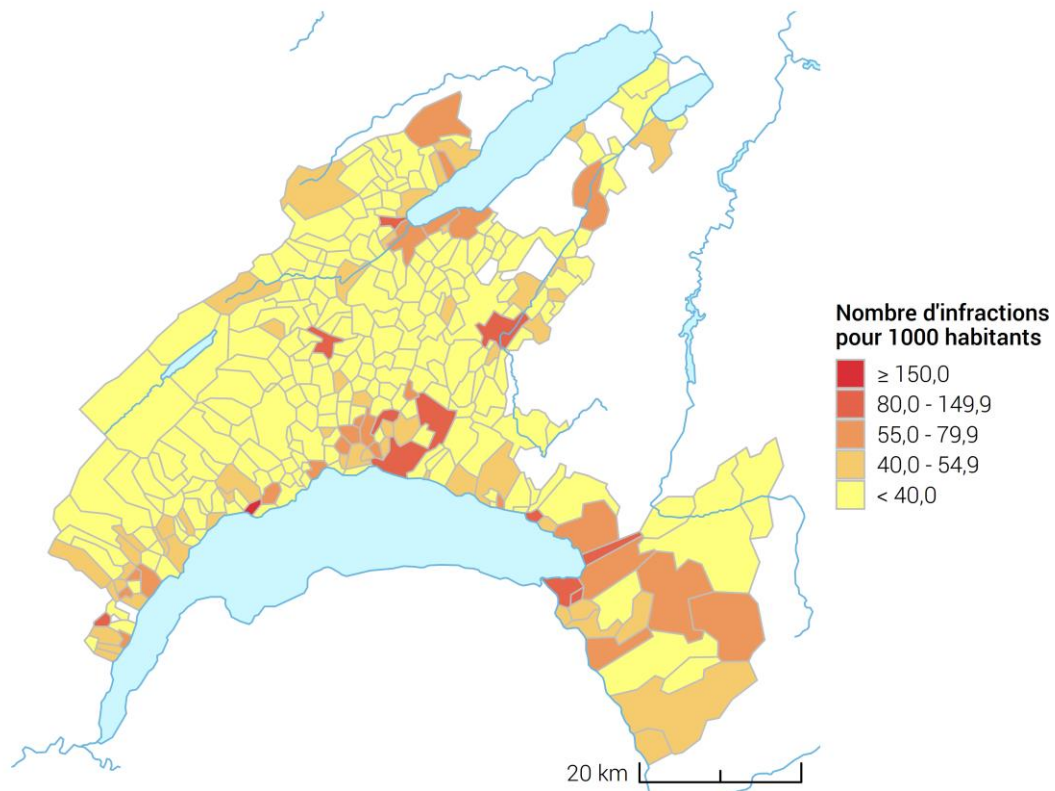 Nombre d'infractions
pour 1000 habitants
≥ 150,0
80,0 - 149,9
55,0 - 79,9
40,0 - 54,9
< 40,0
20 km